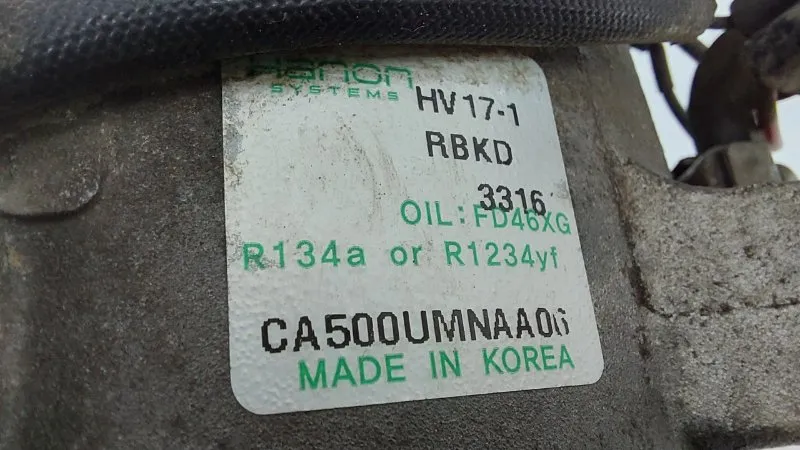 Hanon
SYSTEMS
HV17-1
RBKD
3316
OIL: FD46XG
R134a or R1234yf
CA500UMNAA06
MADE IN KOREA